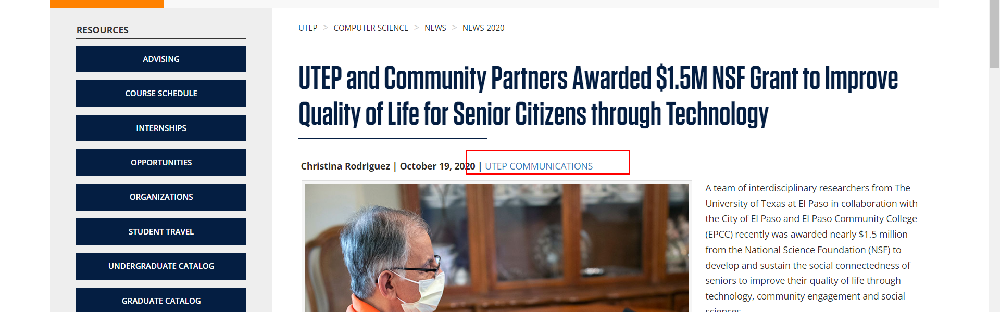 RESOURCES
ADVISING
COURSE SCHEDULE
INTERNSHIPS
OPPORTUNITIES
ORGANIZATIONS
STUDENT TRAVEL
UNDERGRADUATE CATALOG
GRADUATE CATALOG
UTEP > COMPUTER SCIENCE > NEWS > NEWS-2020
UTEP and Community Partners Awarded $1.5M NSF Grant to Improve
Quality of Life for Senior Citizens through Technology
Christina Rodriguez | October 19, 2020 | UTEP COMMUNICATIONS
A team of interdisciplinary researchers from The
University of Texas at El Paso in collaboration with
the City of El Paso and El Paso Community College
(EPCC) recently was awarded nearly $1.5 million
from the National Science Foundation (NSF) to
develop and sustain the social connectedness of
seniors to improve their quality of life through
technology, community engagement and social
sciences.